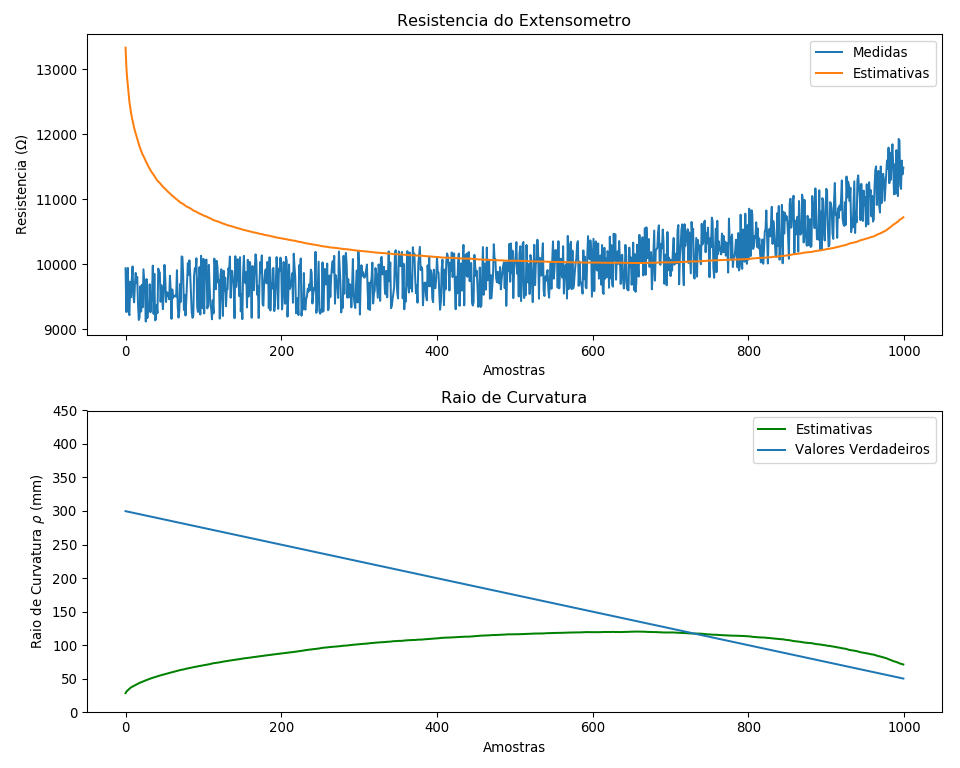 Resistencia do Extensometro
Resistencia (Ω)
13000
12000
11000
10000
9000
Medidas
Estimativas
0 200 400 600 800 1000
Amostras
Raio de Curvatura
Raio de Curvatura ρ (mm)
450
400
350
300
250
200
150
100
50
0
Estimativas
Valores Verdadeiros
0 200 400 600 800 1000
Amostras